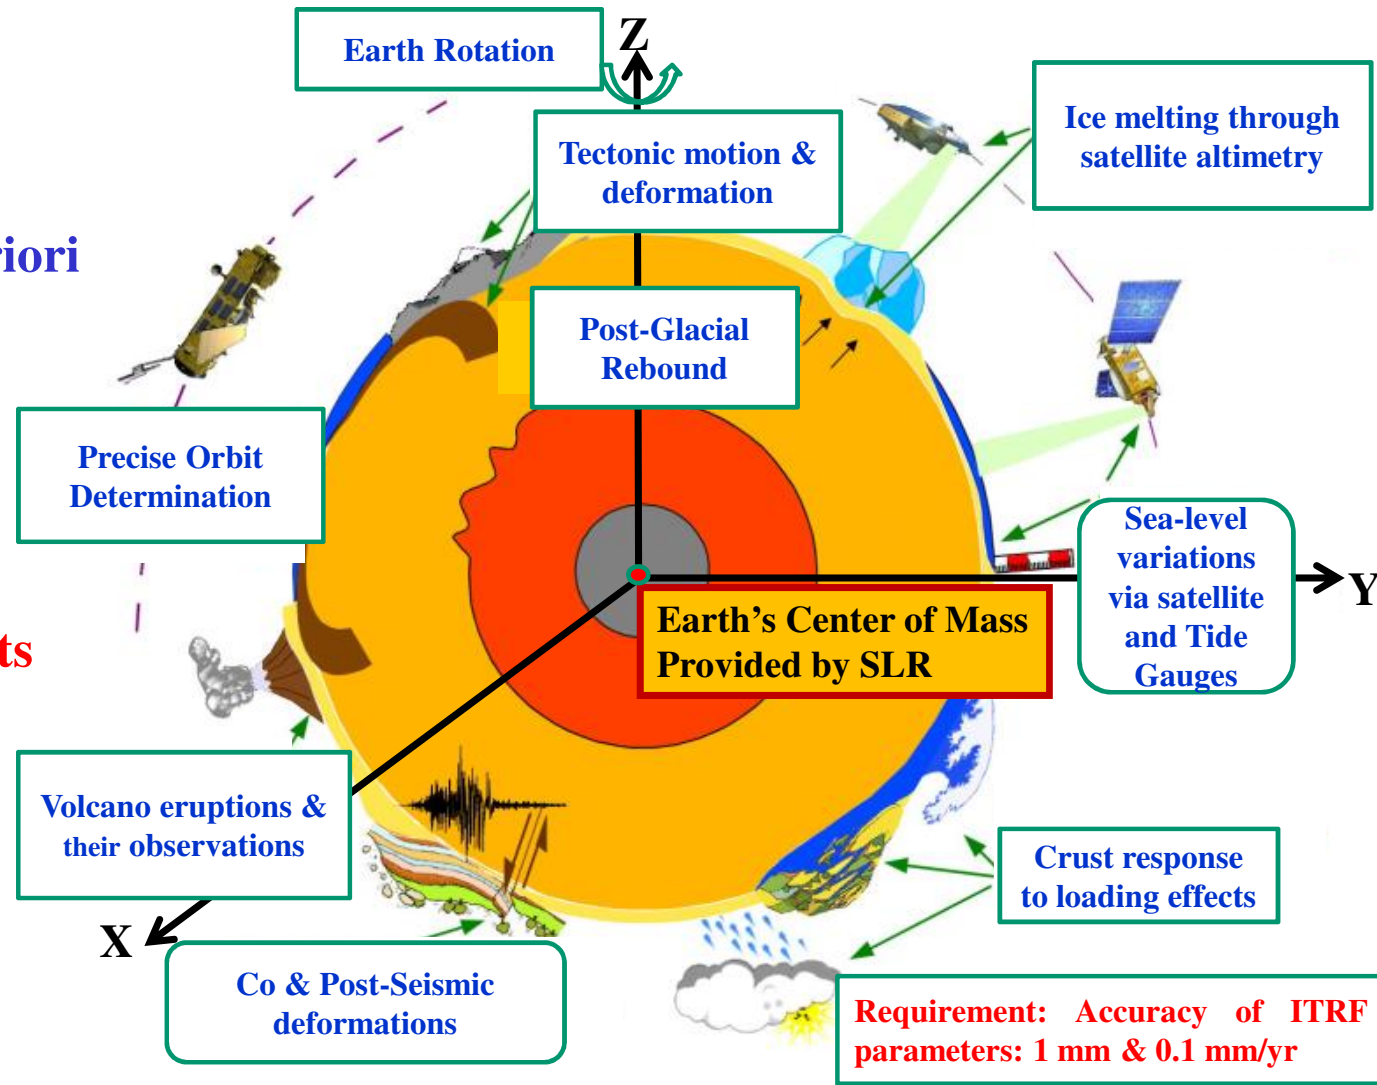 Earth Rotation
Z
Tectonic motion &
deformation
Ice melting through
satellite altimetry
riori
Post-Glacial
Rebound
Precise Orbit
Determination
Sea-level
variations
via satellite
and Tide
Gauges
Y
Earth's Center of Mass
Provided by SLR
ts
Volcano eruptions &
their observations
Crust response
to loading effects
X
Co & Post-Seismic
deformations
Requirement: Accuracy of ITRF
parameters: 1 mm & 0.1 mm/yr